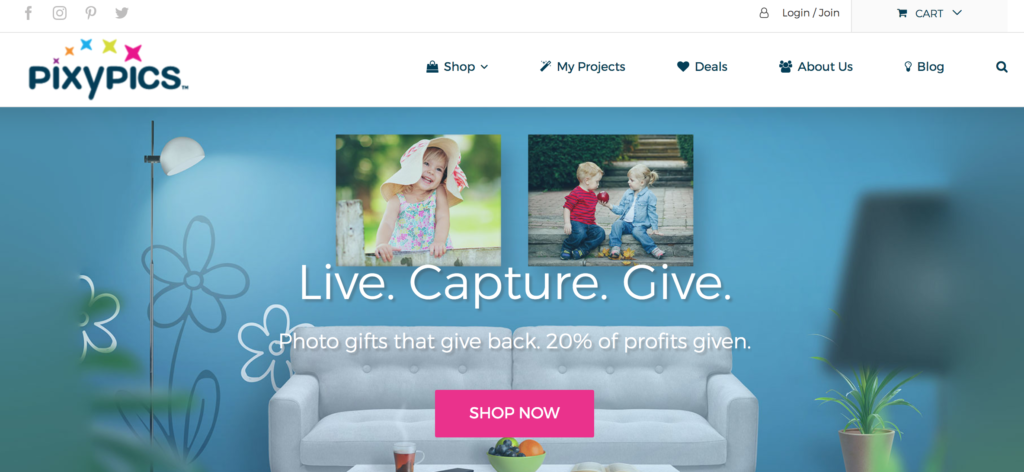 Login / Join
CART
PIXYPICS™
Shop
My Projects
Deals
About Us
Blog
Live. Capture. Give.
Photo gifts that give back. 20% of profits given.
SHOP NOW